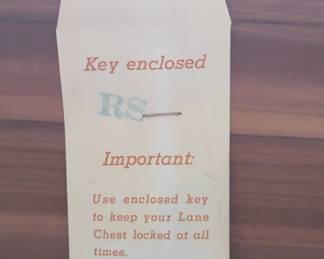 Key enclosed
RS
Important:
Use enclosed key
to keep your Lane
Chest locked at all
times.